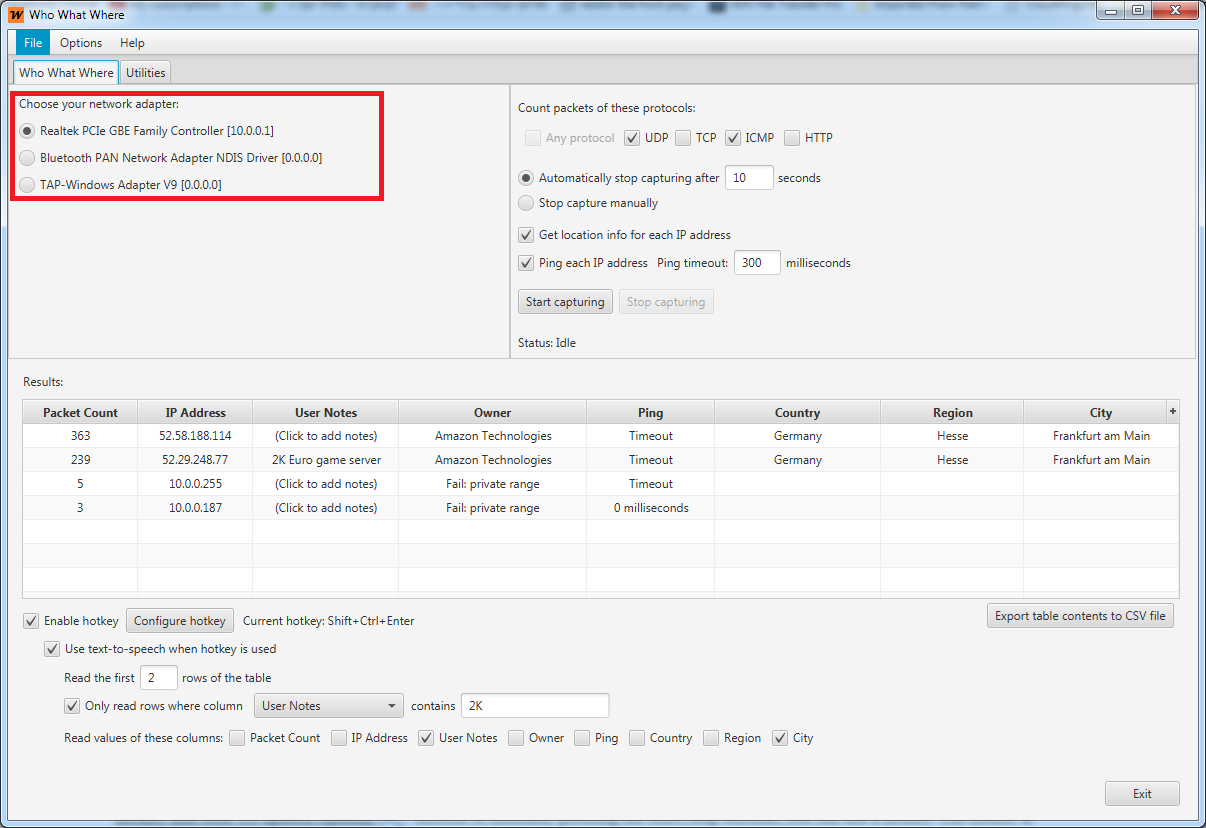 Who What Where
File Options Help
Who What Where Utilities
Choose your network adapter:
Realtek PCIe GBE Family Controller [10.0.0.1]
Bluetooth PAN Network Adapter NDIS Driver [0.0.0.0]
TAP-Windows Adapter V9 [0.0.0.0]
Count packets of these protocols:
Any protocol UDP TCP ICMP HTTP
Automatically stop capturing after 10 seconds
Stop capture manually
Get location info for each IP address
Ping each IP address Ping timeout: 300 milliseconds
Start capturing Stop capturing
Status: Idle
Results:
Packet Count IP Address User Notes Owner Ping Country Region City +
363 52.58.188.114 (Click to add notes) Amazon Technologies Timeout Germany Hesse Frankfurt am Main
239 52.29.248.77 2K Euro game server Amazon Technologies Timeout Germany Hesse Frankfurt am Main
5 10.0.0.255 (Click to add notes) Fail: private range Timeout
3 10.0.0.187 (Click to add notes) Fail: private range 0 milliseconds
Enable hotkey Configure hotkey Current hotkey: Shift+Ctrl+Enter Export table contents to CSV file
Use text-to-speech when hotkey is used
Read the first 2 rows of the table
Only read rows where column User Notes contains 2K
Read values of these columns: Packet Count IP Address User Notes Owner Ping Country Region City
Exit